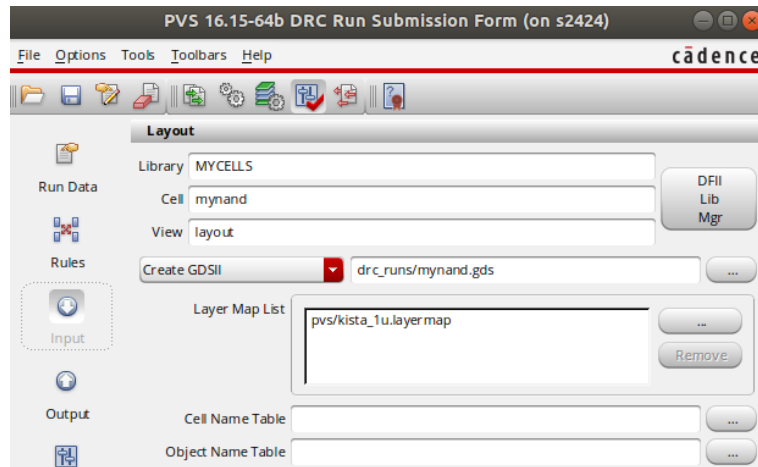 PVS 16.15-64b DRC Run Submission Form (on s2424)
File Options Tools Toolbars Help
cādence
Layout
Run Data
Library MYCELLS
Cell mynand
View layout
DFII
Lib
Mgr
Rules
Create GDSII drc_runs/mynand.gds ...
Input
Layer Map List pvs/kista_1u.layermap ...
Remove
Output
Cell Name Table ...
Object Name Table ...